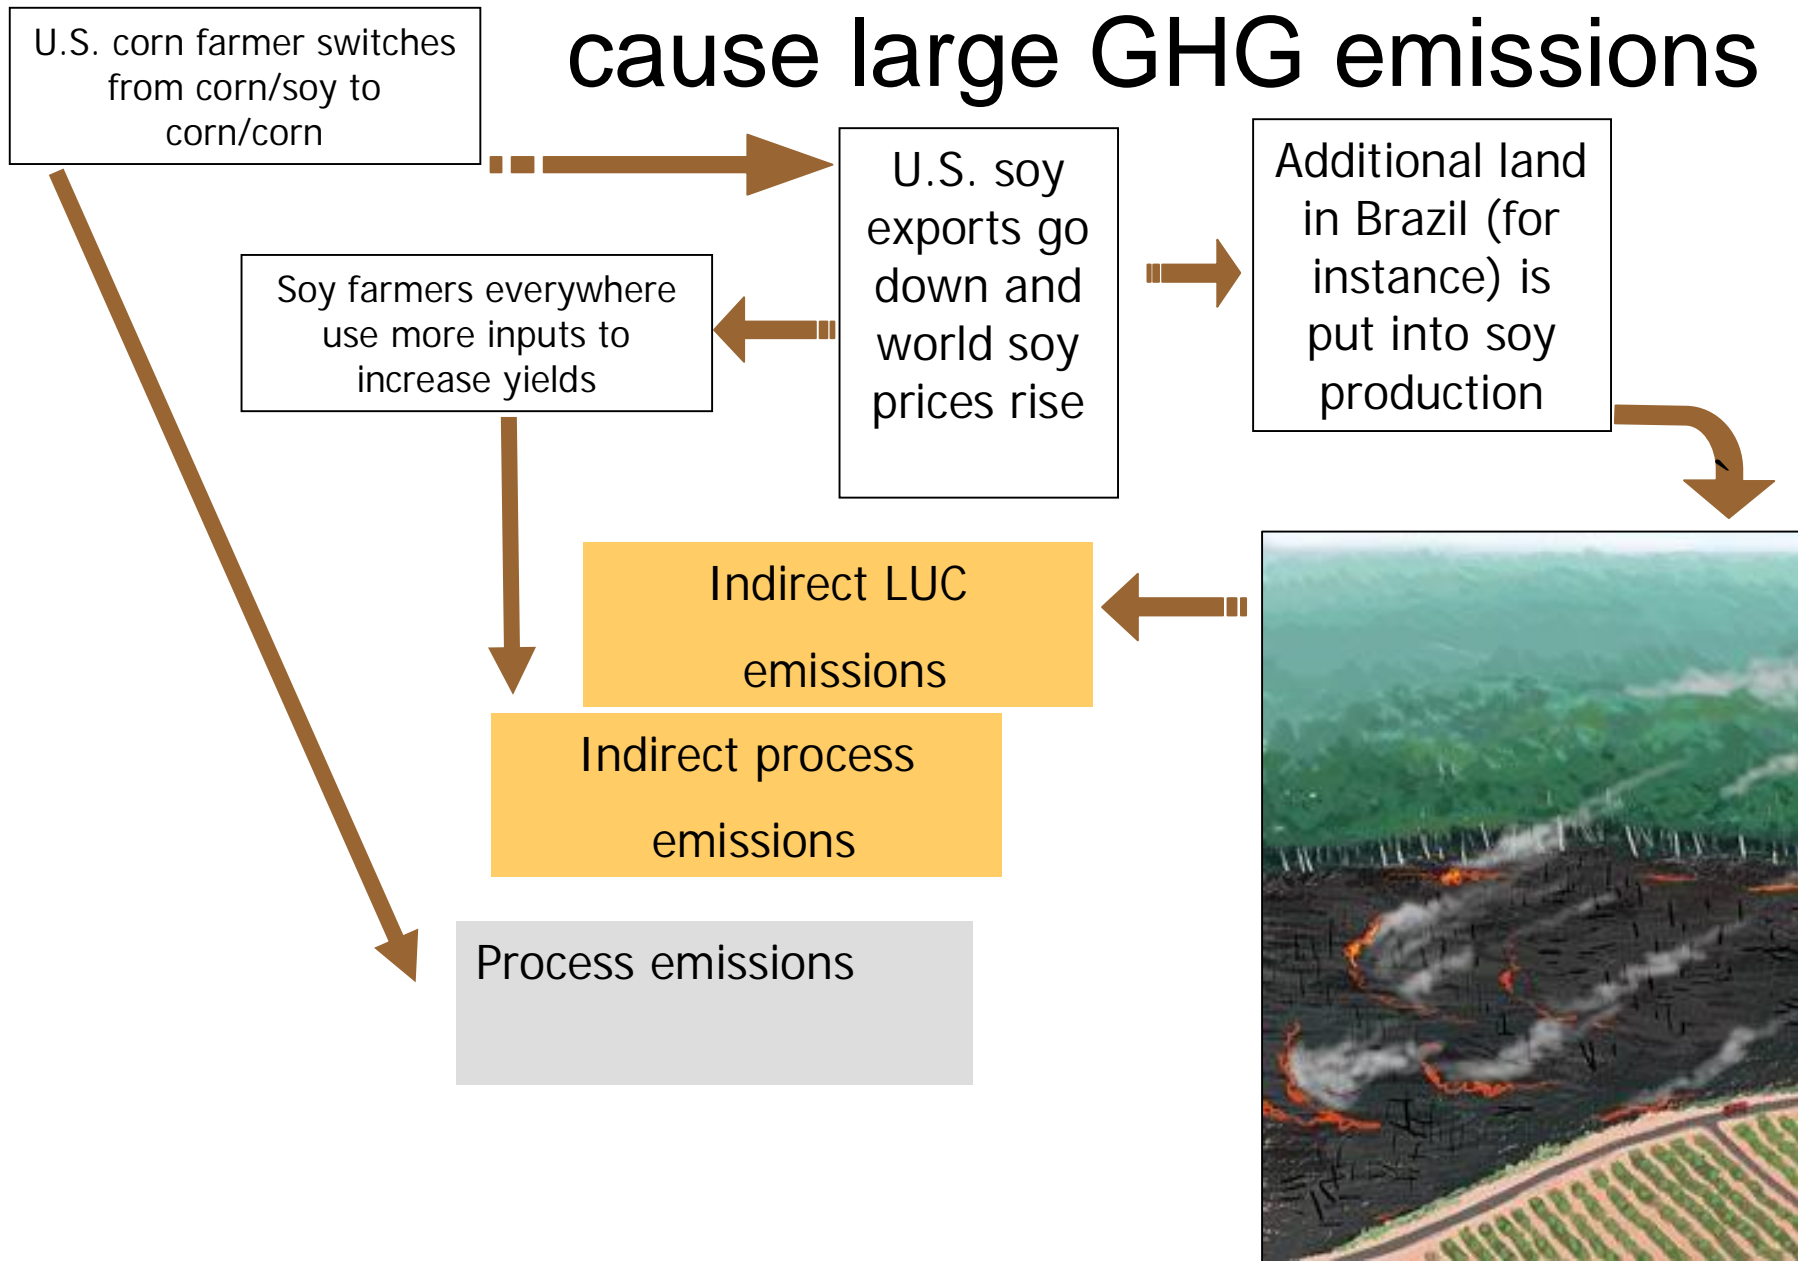 cause large GHG emissions
U.S. corn farmer switches
from corn/soy to
corn/corn
U.S. soy
exports go
down and
world soy
prices rise
Additional land
in Brazil (for
instance) is
put into soy
production
Soy farmers everywhere
use more inputs to
increase yields
Indirect LUC
emissions
Indirect process
emissions
Process emissions